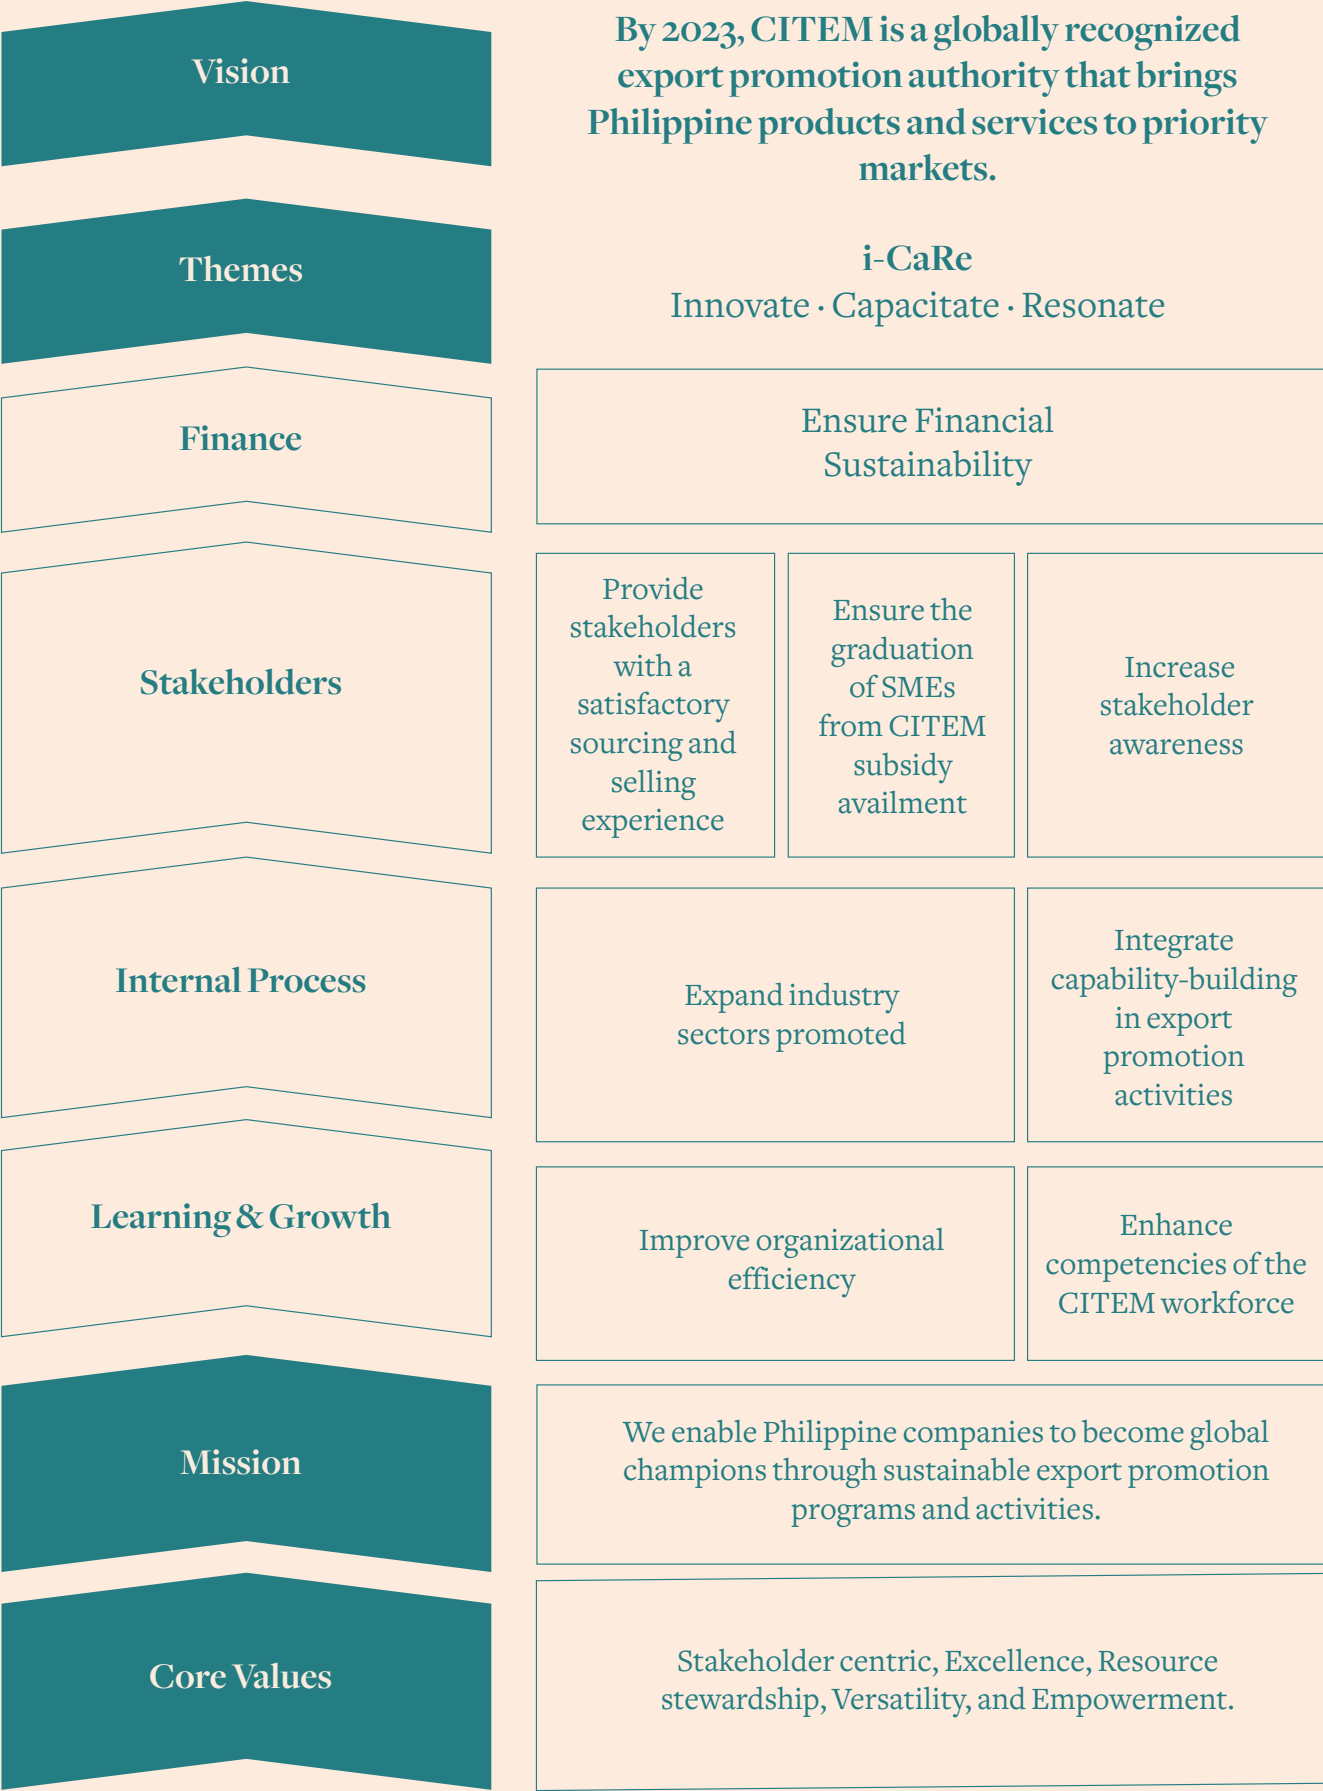 Vision
By 2023, CITEM is a globally recognized
export promotion authority that brings
Philippine products and services to priority
markets.
Themes
i-CaRe
Innovate · Capacitate · Resonate
Finance
Ensure Financial
Sustainability
Stakeholders
Provide
stakeholders
with a
satisfactory
sourcing and
selling
experience
Ensure the
graduation
of SMEs
from CITEM
subsidy
availment
Increase
stakeholder
awareness
Internal Process
Expand industry
sectors promoted
Integrate
capability-building
in export
promotion
activities
Learning & Growth
Improve organizational
efficiency
Enhance
competencies of the
CITEM workforce
Mission
We enable Philippine companies to become global
champions through sustainable export promotion
programs and activities.
Core Values
Stakeholder centric, Excellence, Resource
stewardship, Versatility, and Empowerment.